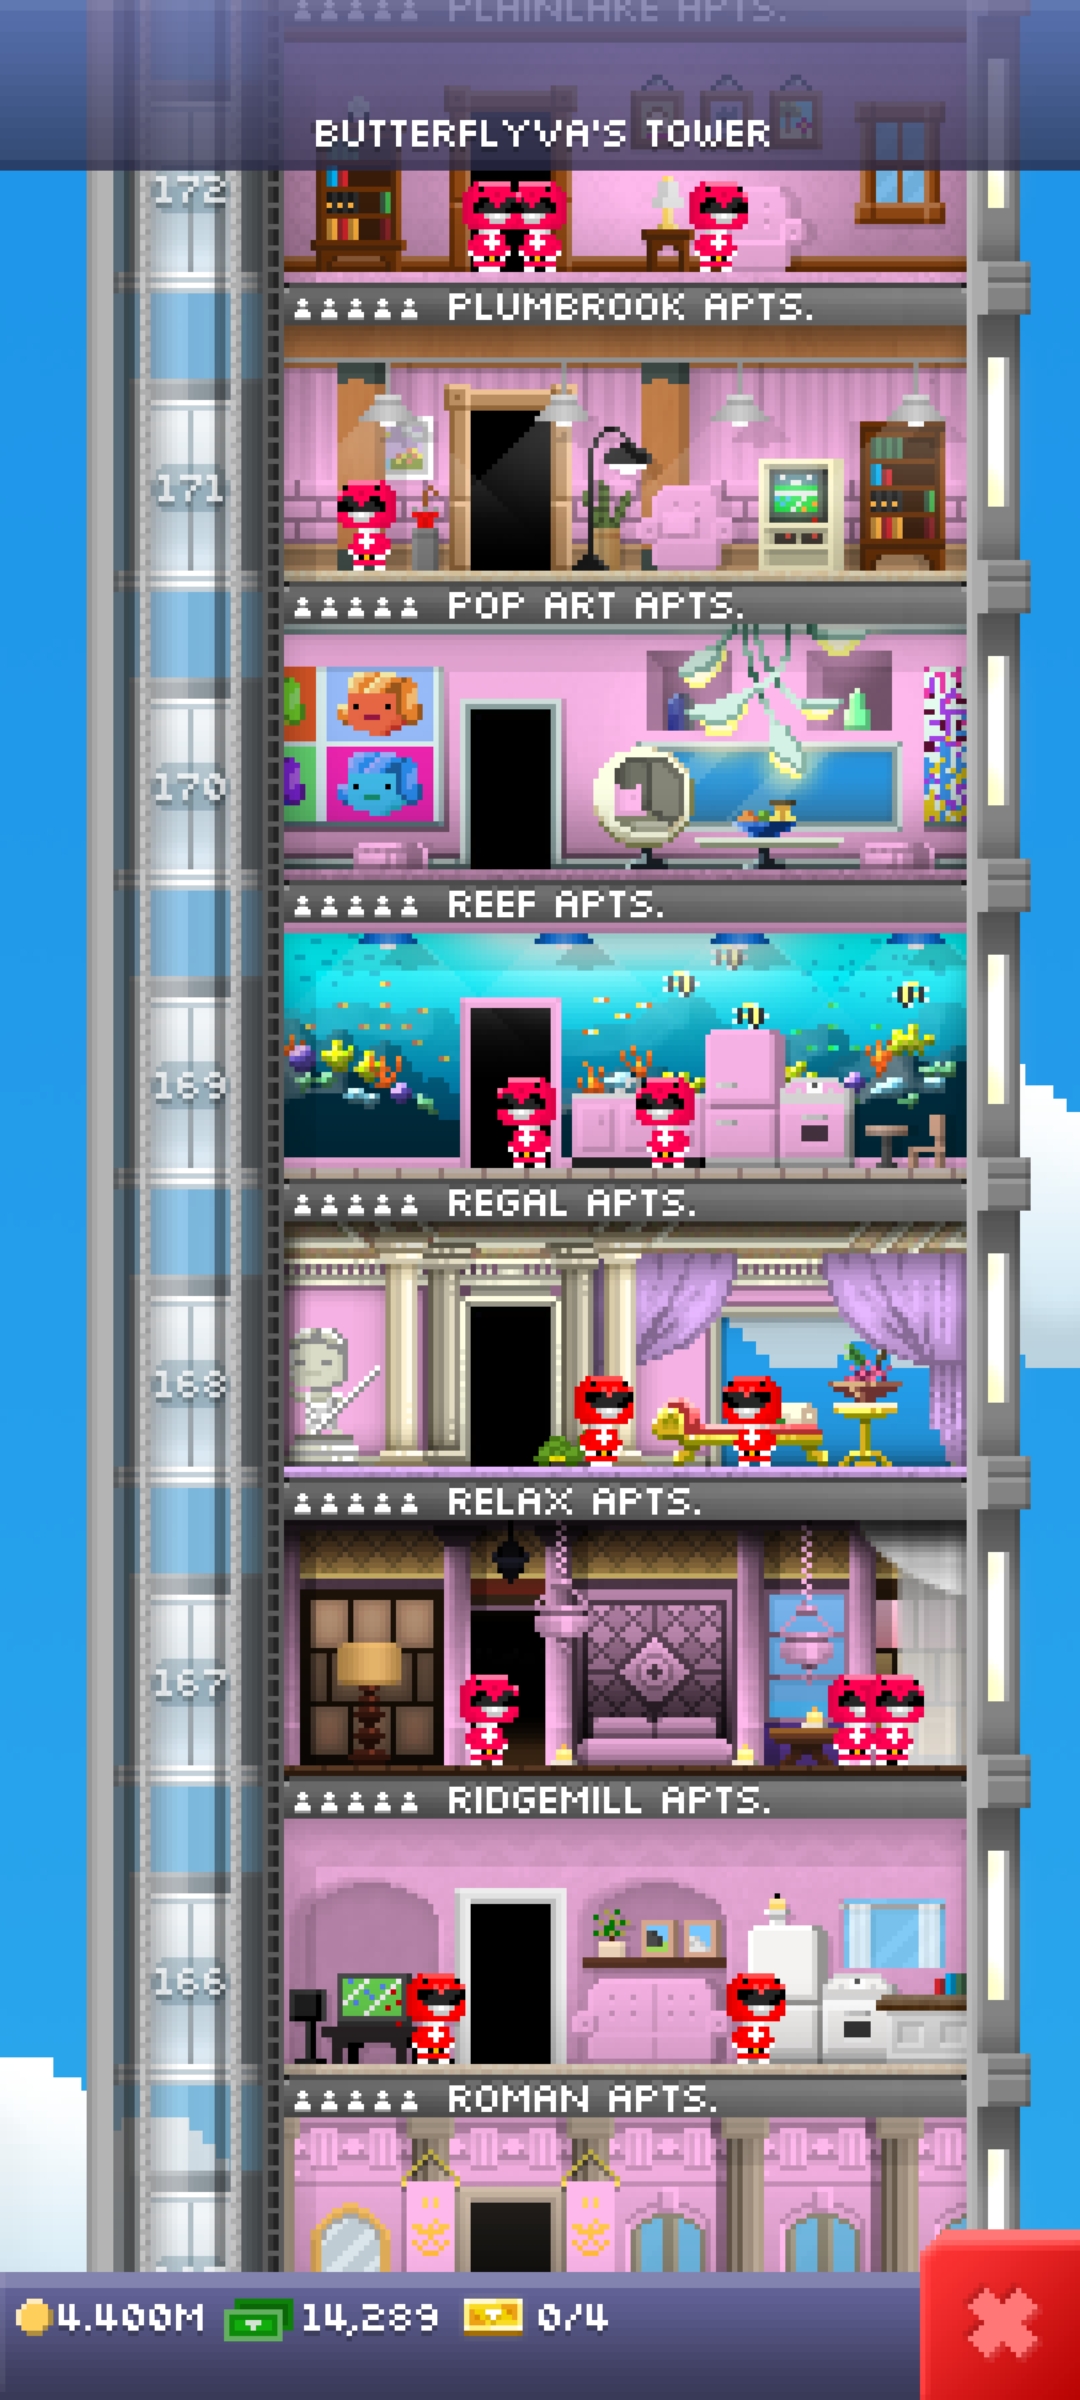 PLAINLAKE APTS.
BUTTERFLYVA'S TOWER
172
PLUMBROOK APTS.
171
POP ART APTS.
170
REEF APTS.
169
REGAL APTS.
168
RELAX APTS.
167
RIDGEMILL APTS.
166
ROMAN APTS.
4.400M 14,289 0/4